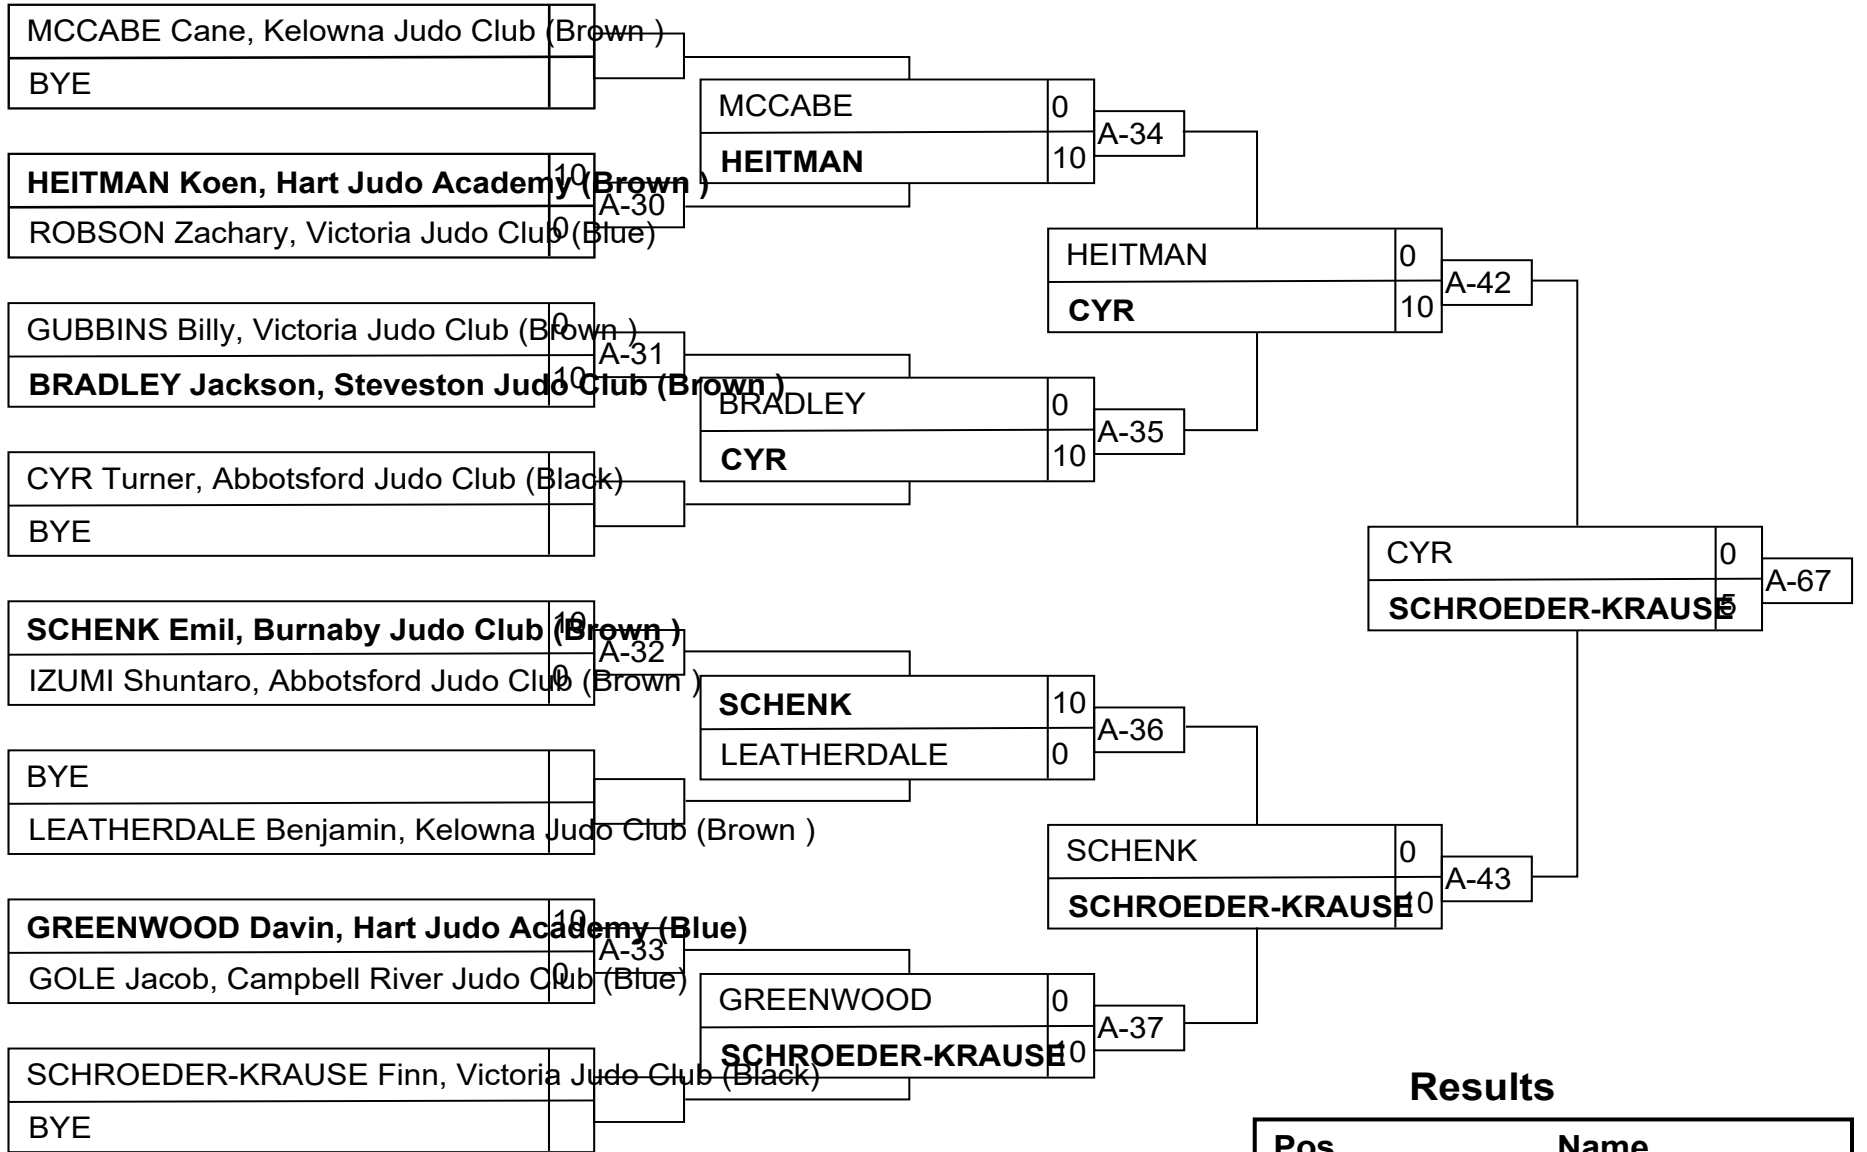 MCCABE Cane, Kelowna Judo Club (Brown )
BYE
HEITMAN Koen, Hart Judo Academy (Brown ) 10
A-30
ROBSON Zachary, Victoria Judo Club (Blue) 0
GUBBINS Billy, Victoria Judo Club (Brown ) 0
A-31
BRADLEY Jackson, Steveston Judo Club (Brown ) 10
CYR Turner, Abbotsford Judo Club (Black)
BYE
SCHENK Emil, Burnaby Judo Club (Brown ) 10
A-32
IZUMI Shuntaro, Abbotsford Judo Club (Brown ) 0
BYE
LEATHERDALE Benjamin, Kelowna Judo Club (Brown )
GREENWOOD Davin, Hart Judo Academy (Blue) 10
A-33
GOLE Jacob, Campbell River Judo Club (Blue) 0
SCHROEDER-KRAUSE Finn, Victoria Judo Club (Black)
BYE
MCCABE 0
A-34
HEITMAN 10
BRADLEY 0
A-35
CYR 10
SCHENK 10
A-36
LEATHERDALE 0
GREENWOOD 0
A-37
SCHROEDER-KRAUSE 10
HEITMAN 0
A-42
CYR 10
SCHENK 0
A-43
SCHROEDER-KRAUSE 10
CYR 0
A-67
SCHROEDER-KRAUSE 5
Results
Pos Name